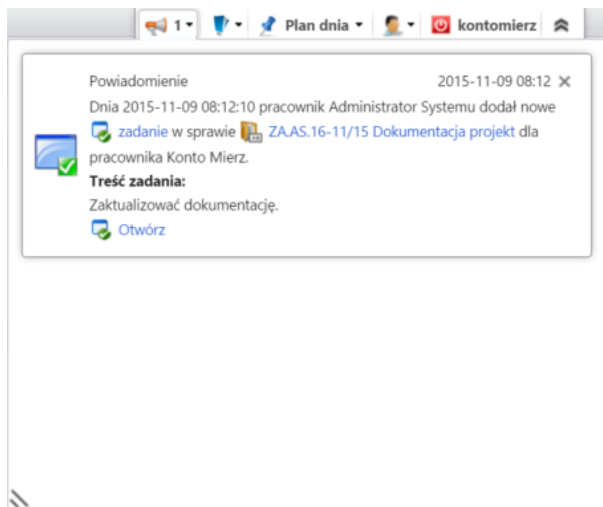 1 Plan dnia kontomierz
Powiadomienie 2015-11-09 08:12
Dnia 2015-11-09 08:12:10 pracownik Administrator Systemu dodał nowe
zadanie w sprawie ZA.AS.16-11/15 Dokumentacja projekt dla
pracownika Konto Mierz.
Treść zadania:
Zaktualizować dokumentację.
Otwórz